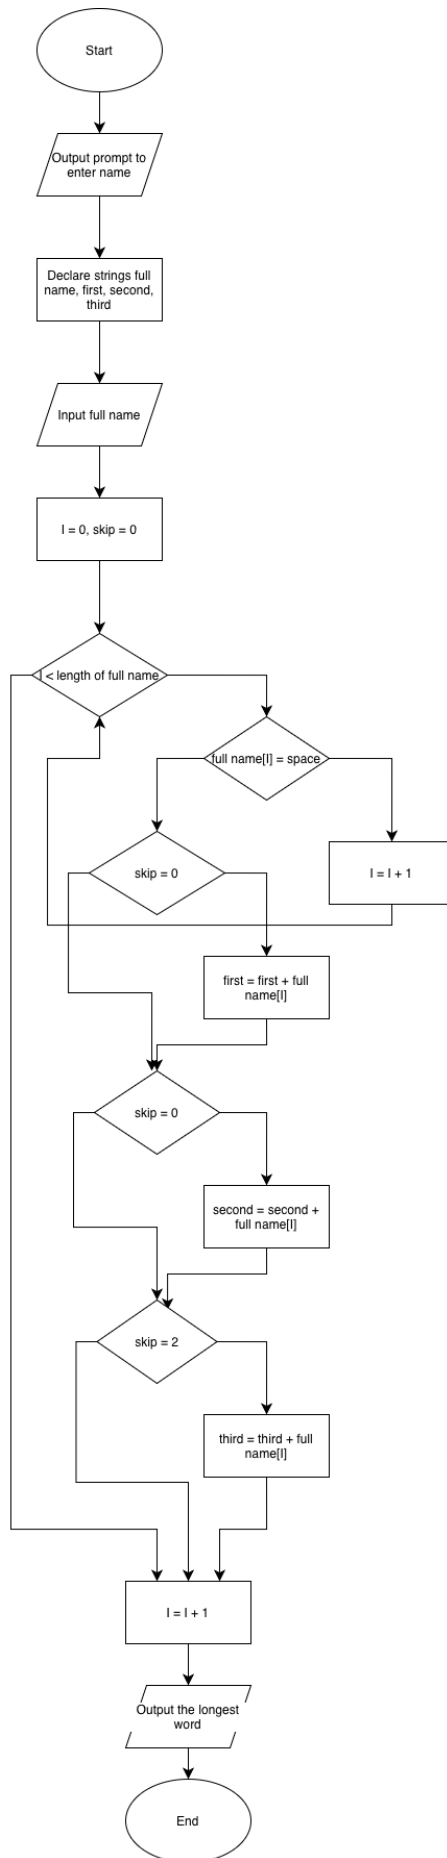 Start
Output prompt to
enter name
Declare strings full
name, first, second,
third
Input full name
I = 0, skip = 0
I < length of full name
full name[I] = space
skip = 0
I = I + 1
first = first + full
name[I]
skip = 0
second = second +
full name[I]
skip = 2
third = third + full
name[I]
I = I + 1
Output the longest
word
End